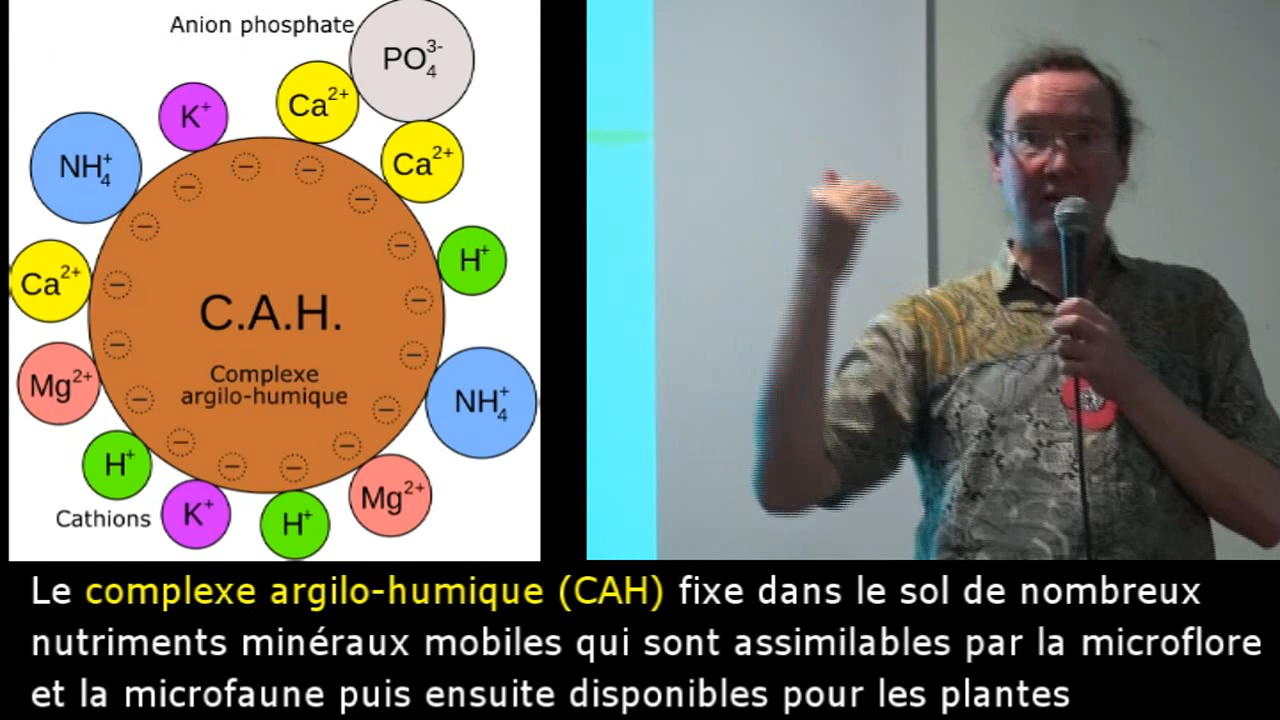 Anion phosphate
PO₄³⁻
Ca²⁺
K⁺
Ca²⁺
NH₄⁺
H⁺
Ca²⁺
C.A.H.
Complexe
argilo-humique
Mg²⁺
NH₄⁺
H⁺
Mg²⁺
K⁺
H⁺
Cathions
Le complexe argilo-humique (CAH) fixe dans le sol de nombreux
nutriments minéraux mobiles qui sont assimilables par la microflore
et la microfaune puis ensuite disponibles pour les plantes